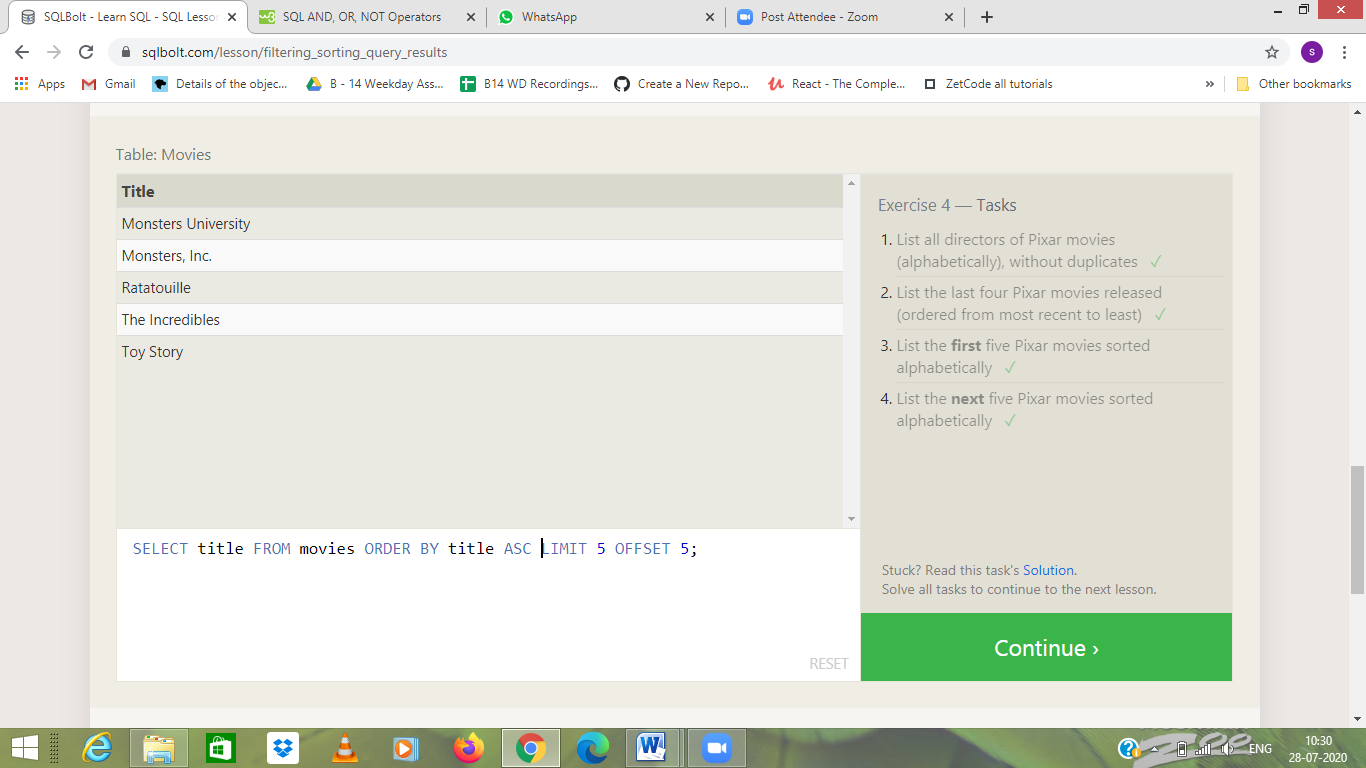 SQLBolt - Learn SQL - SQL Lesson
SQL AND, OR, NOT Operators
WhatsApp
Post Attendee - Zoom
sqlbolt.com/lesson/filtering_sorting_query_results
S
Apps
Gmail
Details of the objec...
B - 14 Weekday Ass...
B14 WD Recordings...
Create a New Repo...
React - The Comple...
ZetCode all tutorials
»
Other bookmarks
Table: Movies
Title
Monsters University
Monsters, Inc.
Ratatouille
The Incredibles
Toy Story
SELECT title FROM movies ORDER BY title ASC LIMIT 5 OFFSET 5;
RESET
Exercise 4 — Tasks
1. List all directors of Pixar movies
(alphabetically), without duplicates ✓
2. List the last four Pixar movies released
(ordered from most recent to least) ✓
3. List the first five Pixar movies sorted
alphabetically ✓
4. List the next five Pixar movies sorted
alphabetically ✓
Stuck? Read this task's Solution.
Solve all tasks to continue to the next lesson.
Continue ›
ENG
10:30
28-07-2020